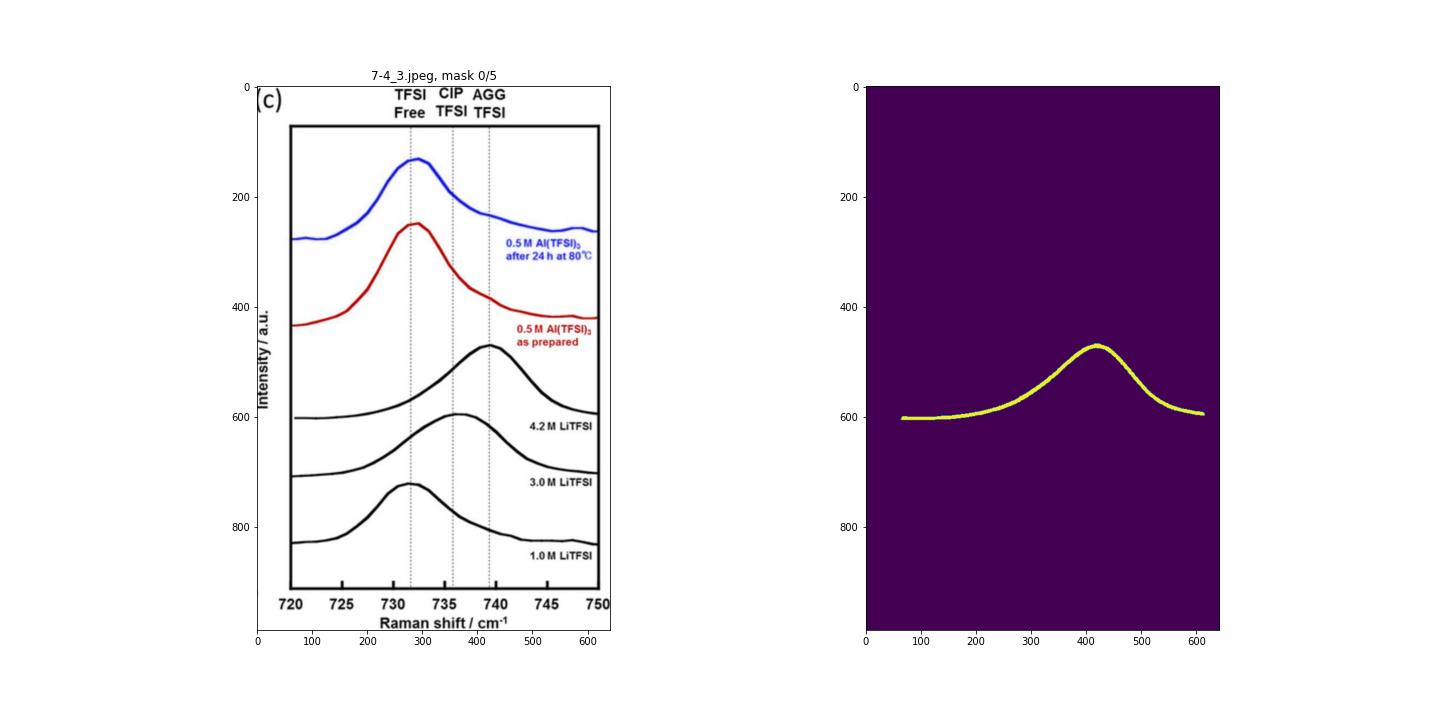 7-4_3.jpeg, mask 0/5
(c)
TFSI CIP AGG
Free TFSI TFSI
0
200
400
600
800
Intensity / a.u.
0.5 M Al(TFSI)₃
after 24 h at 80℃
0.5 M Al(TFSI)₃
as prepared
4.2 M LiTFSI
3.0 M LiTFSI
1.0 M LiTFSI
720 725 730 735 740 745 750
Raman shift / cm⁻¹
0 100 200 300 400 500 600
0
200
400
600
800
0 100 200 300 400 500 600